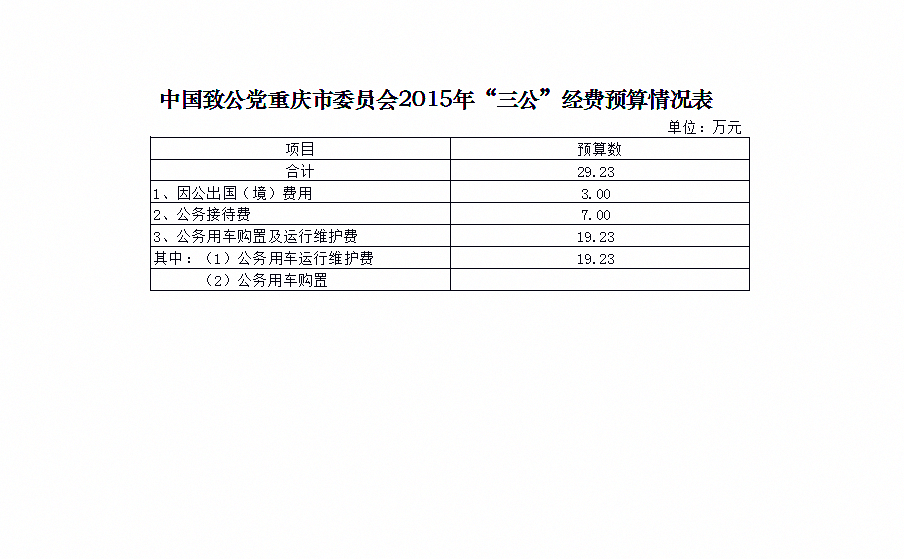 中国致公党重庆市委员会2015年“三公”经费预算情况表
单位：万元
项目 预算数
合计 29.23
1、因公出国（境）费用 3.00
2、公务接待费 7.00
3、公务用车购置及运行维护费 19.23
其中：（1）公务用车运行维护费 19.23
（2）公务用车购置